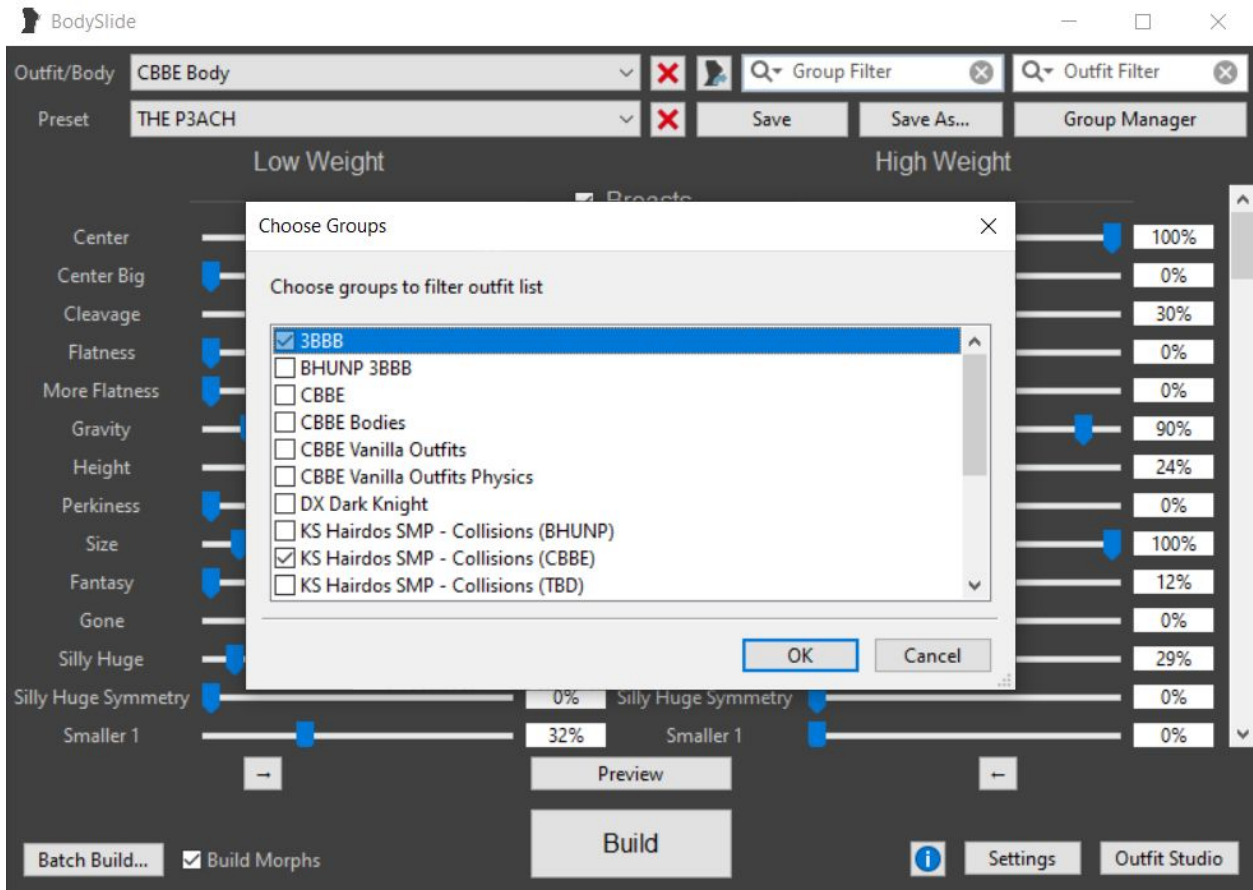 BodySlide
Outfit/Body CBBE Body Group Filter Outfit Filter
Preset THE P3ACH Save Save As... Group Manager
Low Weight High Weight
Breasts
Choose Groups
Choose groups to filter outfit list
3BBB
BHUNP 3BBB
CBBE
CBBE Bodies
CBBE Vanilla Outfits
CBBE Vanilla Outfits Physics
DX Dark Knight
KS Hairdos SMP - Collisions (BHUNP)
KS Hairdos SMP - Collisions (CBBE)
KS Hairdos SMP - Collisions (TBD)
OK Cancel
Center 100%
Center Big 0%
Cleavage 30%
Flatness 0%
More Flatness 0%
Gravity 90%
Height 24%
Perkiness 0%
Size 100%
Fantasy 12%
Gone 0%
Silly Huge 29%
Silly Huge Symmetry 0% Silly Huge Symmetry 0%
Smaller 1 32% Smaller 1 0%
→ Preview ←
Build
Batch Build... Build Morphs i Settings Outfit Studio